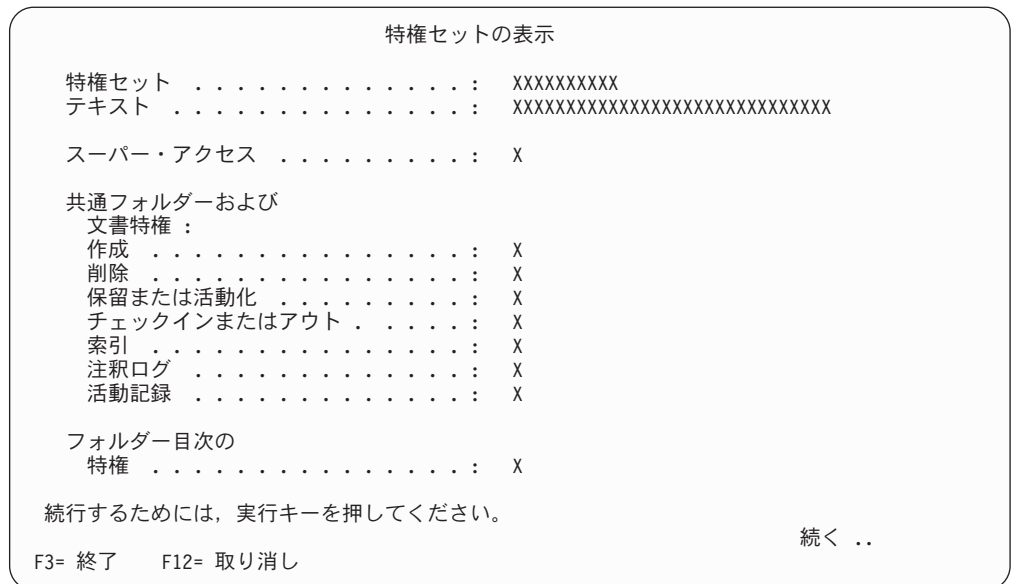 特権セットの表示
特権セット . . . . . . . . . . . . . : XXXXXXXXXX
テキスト . . . . . . . . . . . . . . : XXXXXXXXXXXXXXXXXXXXXXXXXXXXXX
スーパー・アクセス . . . . . . . . . : X
共通フォルダーおよび
文書特権 :
作成 . . . . . . . . . . . . . . . : X
削除 . . . . . . . . . . . . . . . : X
保留または活動化 . . . . . . . . . : X
チェックインまたはアウト . . . . . : X
索引 . . . . . . . . . . . . . . . : X
注釈ログ . . . . . . . . . . . . . : X
活動記録 . . . . . . . . . . . . . : X
フォルダー目次の
特権 . . . . . . . . . . . . . . . : X
続行するためには, 実行キーを押してください。
続く ..
F3= 終了 F12= 取り消し